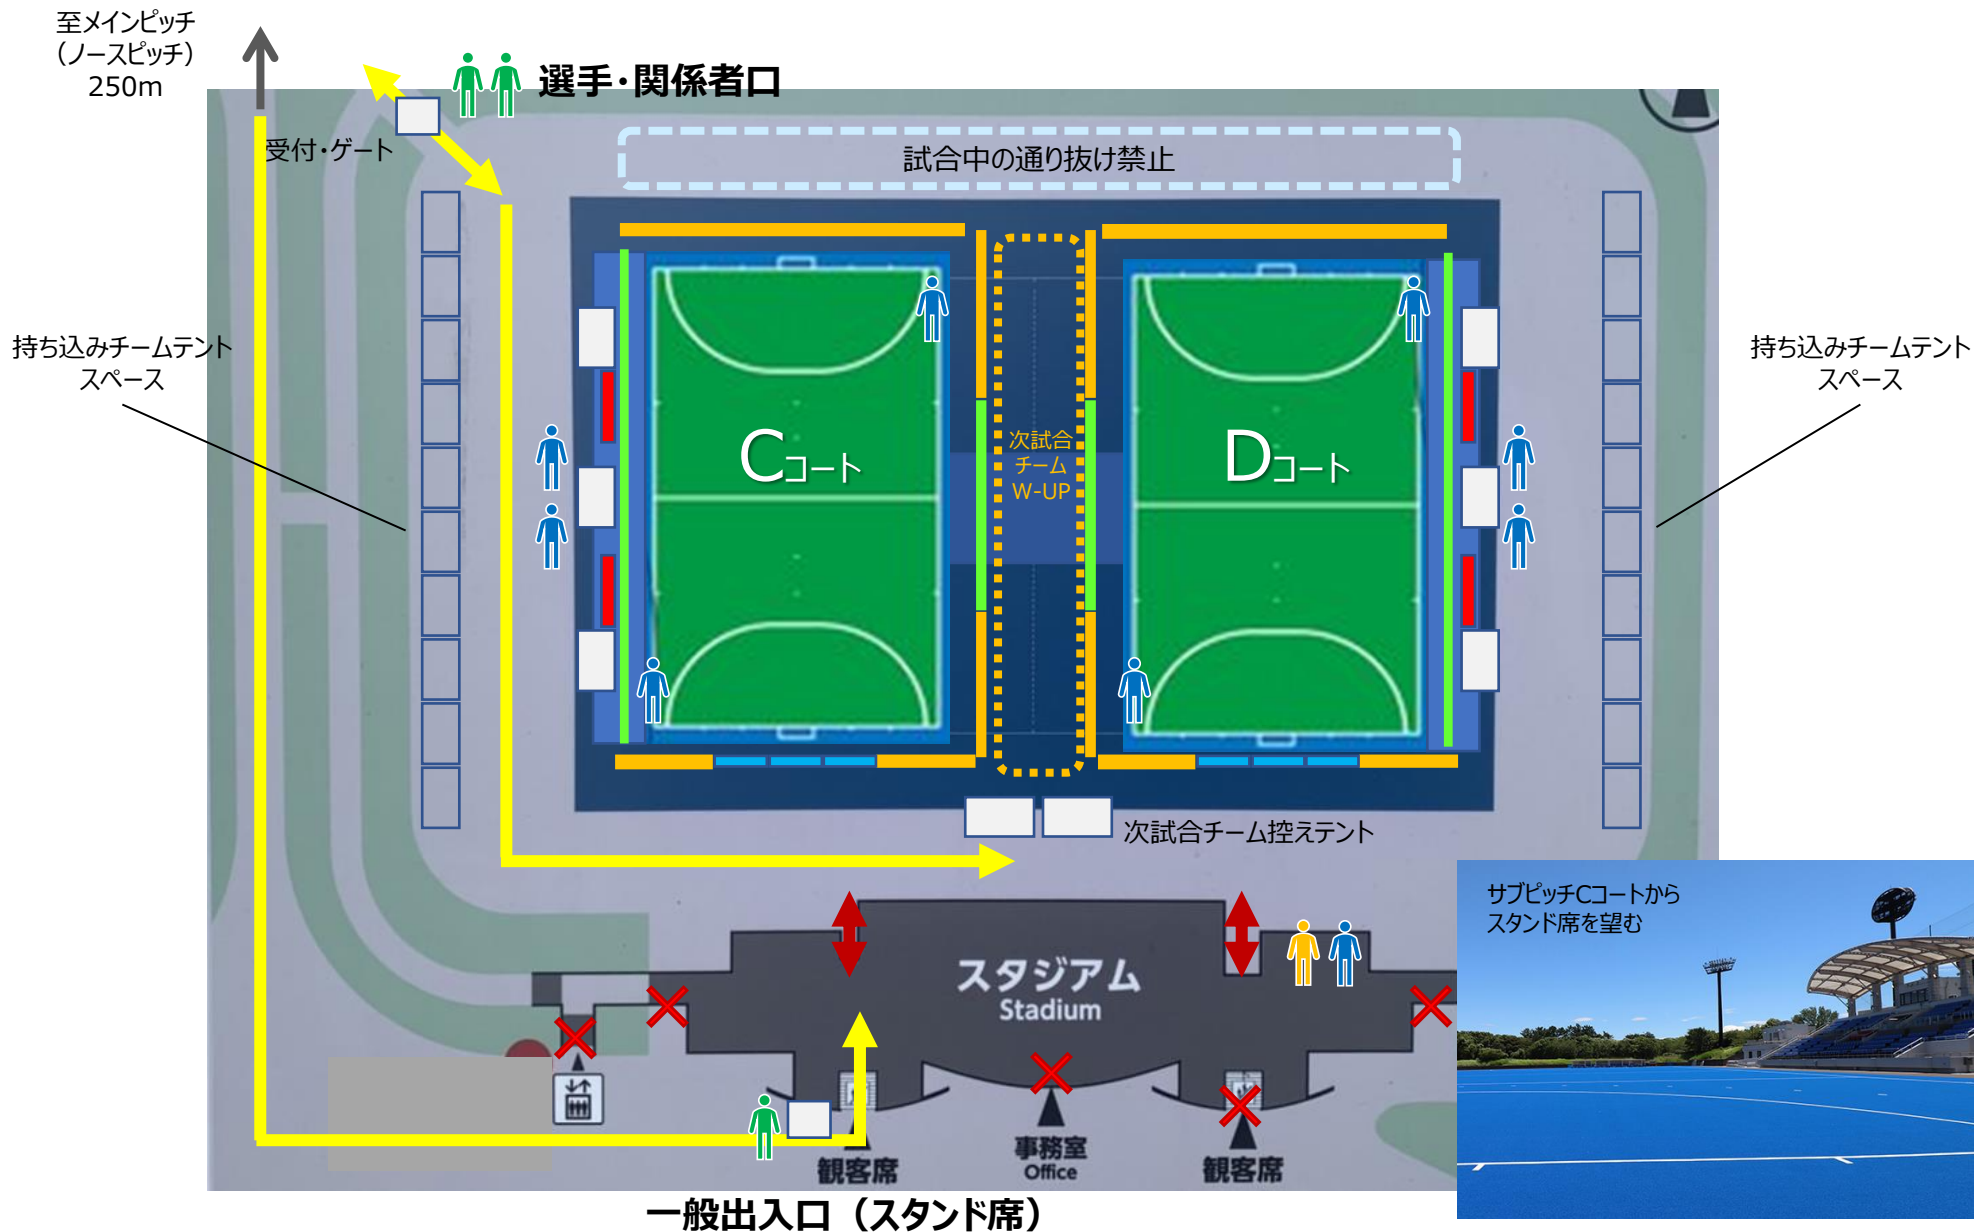 至メインピッチ
（ノースピッチ）
250m
選手・関係者口
受付・ゲート
試合中の通り抜け禁止
持ち込みチームテント
スペース
持ち込みチームテント
スペース
Cコート
次試合
チーム
W-UP
Dコート
次試合チーム控えテント
サブピッチCコートから
スタンド席を望む
スタジアム
Stadium
観客席
事務室
Office
観客席
一般出入口（スタンド席）